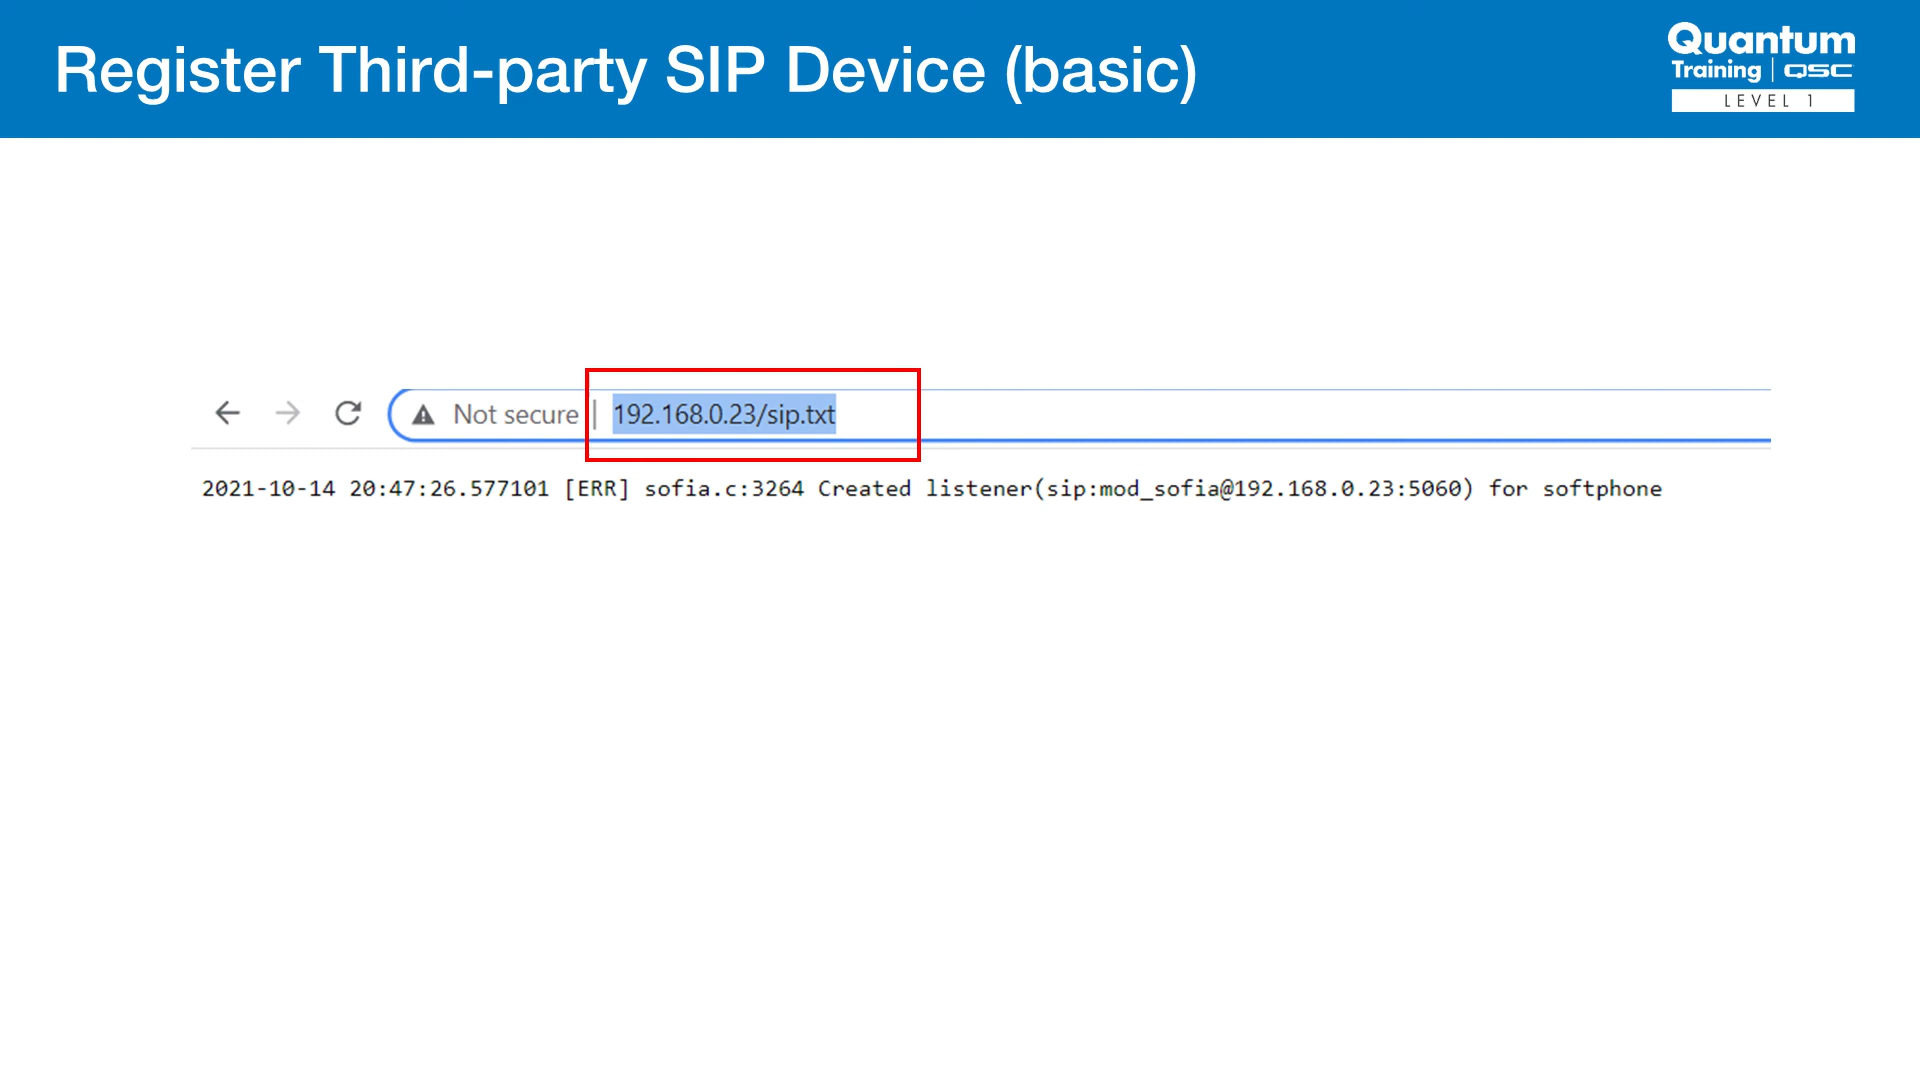 Register Third-party SIP Device (basic)
Quantum
Training | QSC
LEVEL 1
Not secure | 192.168.0.23/sip.txt
2021-10-14 20:47:26.577101 [ERR] sofia.c:3264 Created listener(sip:mod_sofia@192.168.0.23:5060) for softphone